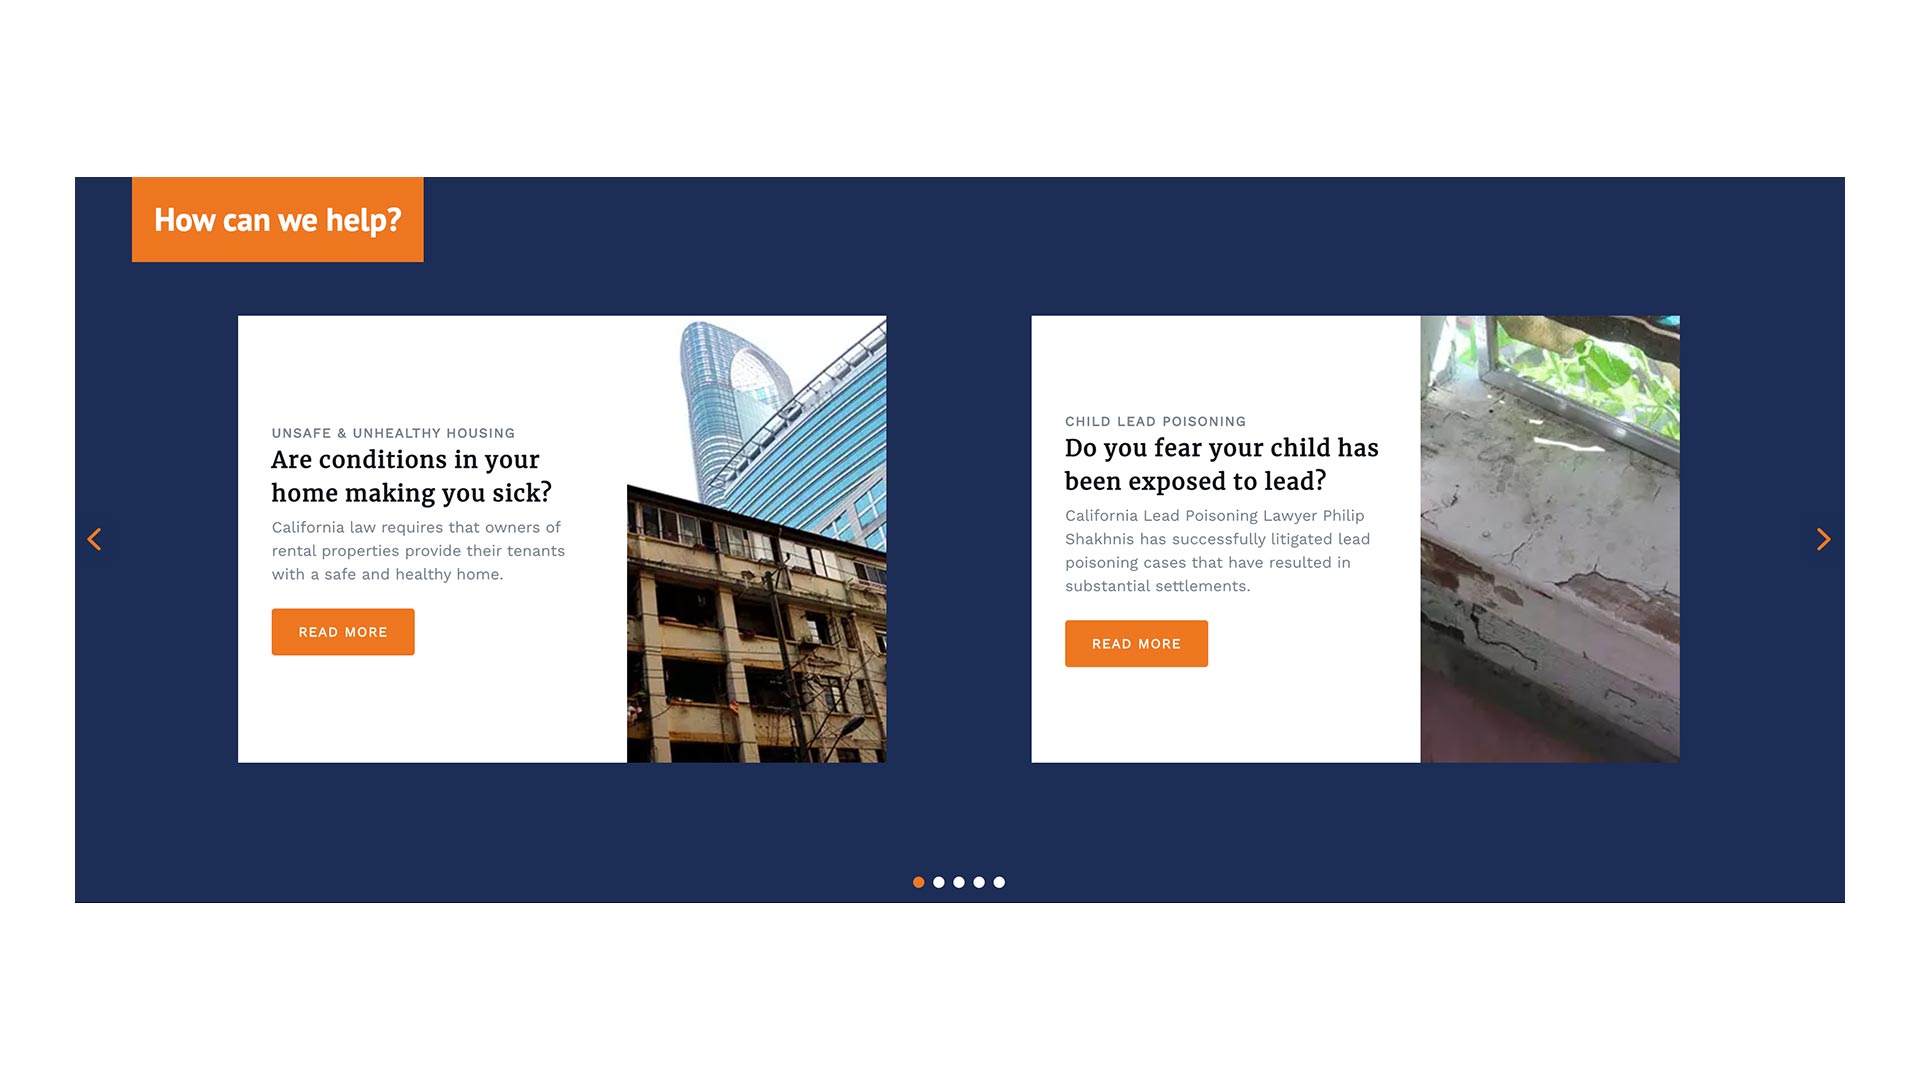 How can we help?
UNSAFE & UNHEALTHY HOUSING
Are conditions in your
home making you sick?
California law requires that owners of
rental properties provide their tenants
with a safe and healthy home.
READ MORE
CHILD LEAD POISONING
Do you fear your child has
been exposed to lead?
California Lead Poisoning Lawyer Philip
Shakhnis has successfully litigated lead
poisoning cases that have resulted in
substantial settlements.
READ MORE